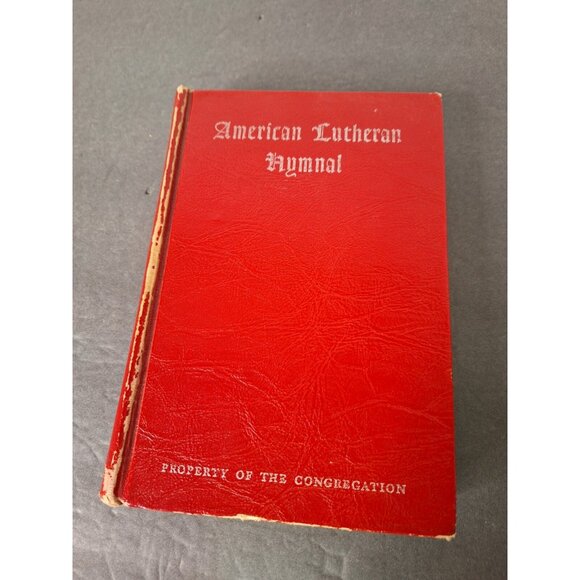 American Lutheran
Hymnal
PROPERTY OF THE CONGREGATION